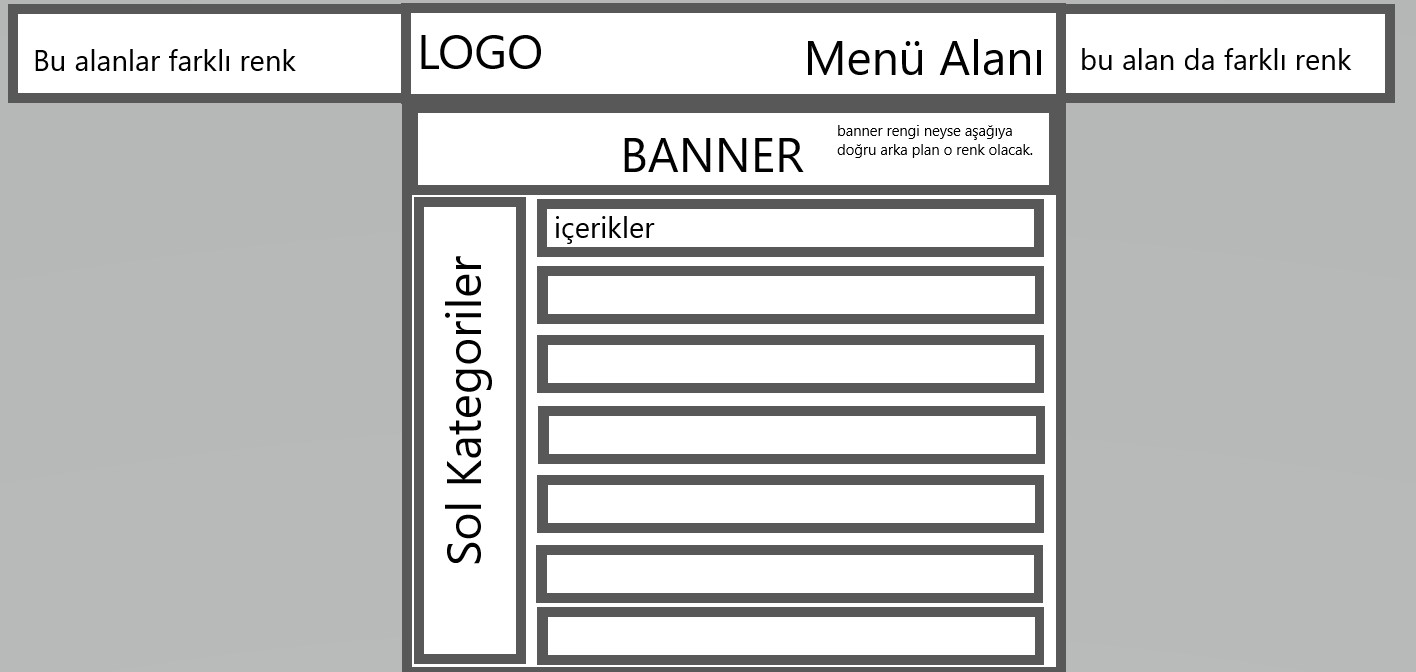 Bu alanlar farklı renk
LOGO
Menü Alanı
bu alan da farklı renk
BANNER
banner rengi neyse aşağıya
doğru arka plan o renk olacak.
Sol Kategoriler
içerikler